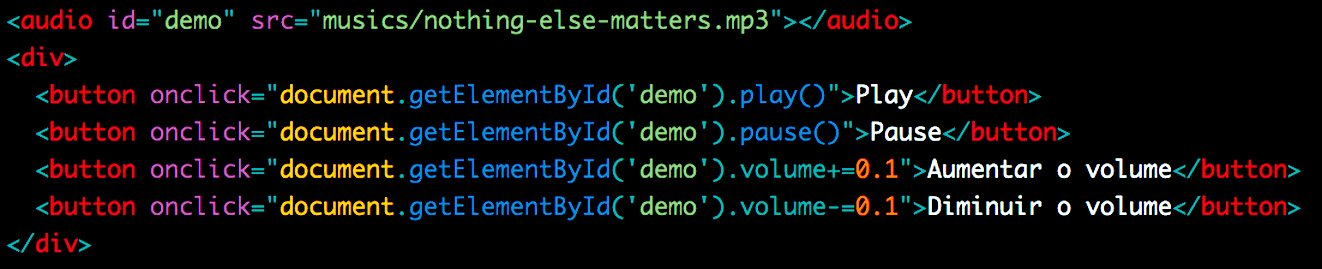 <audio id="demo" src="musics/nothing-else-matters.mp3"></audio>
<div>
  <button onclick="document.getElementById('demo').play()">Play</button>
  <button onclick="document.getElementById('demo').pause()">Pause</button>
  <button onclick="document.getElementById('demo').volume+=0.1">Aumentar o volume</button>
  <button onclick="document.getElementById('demo').volume-=0.1">Diminuir o volume</button>
</div>